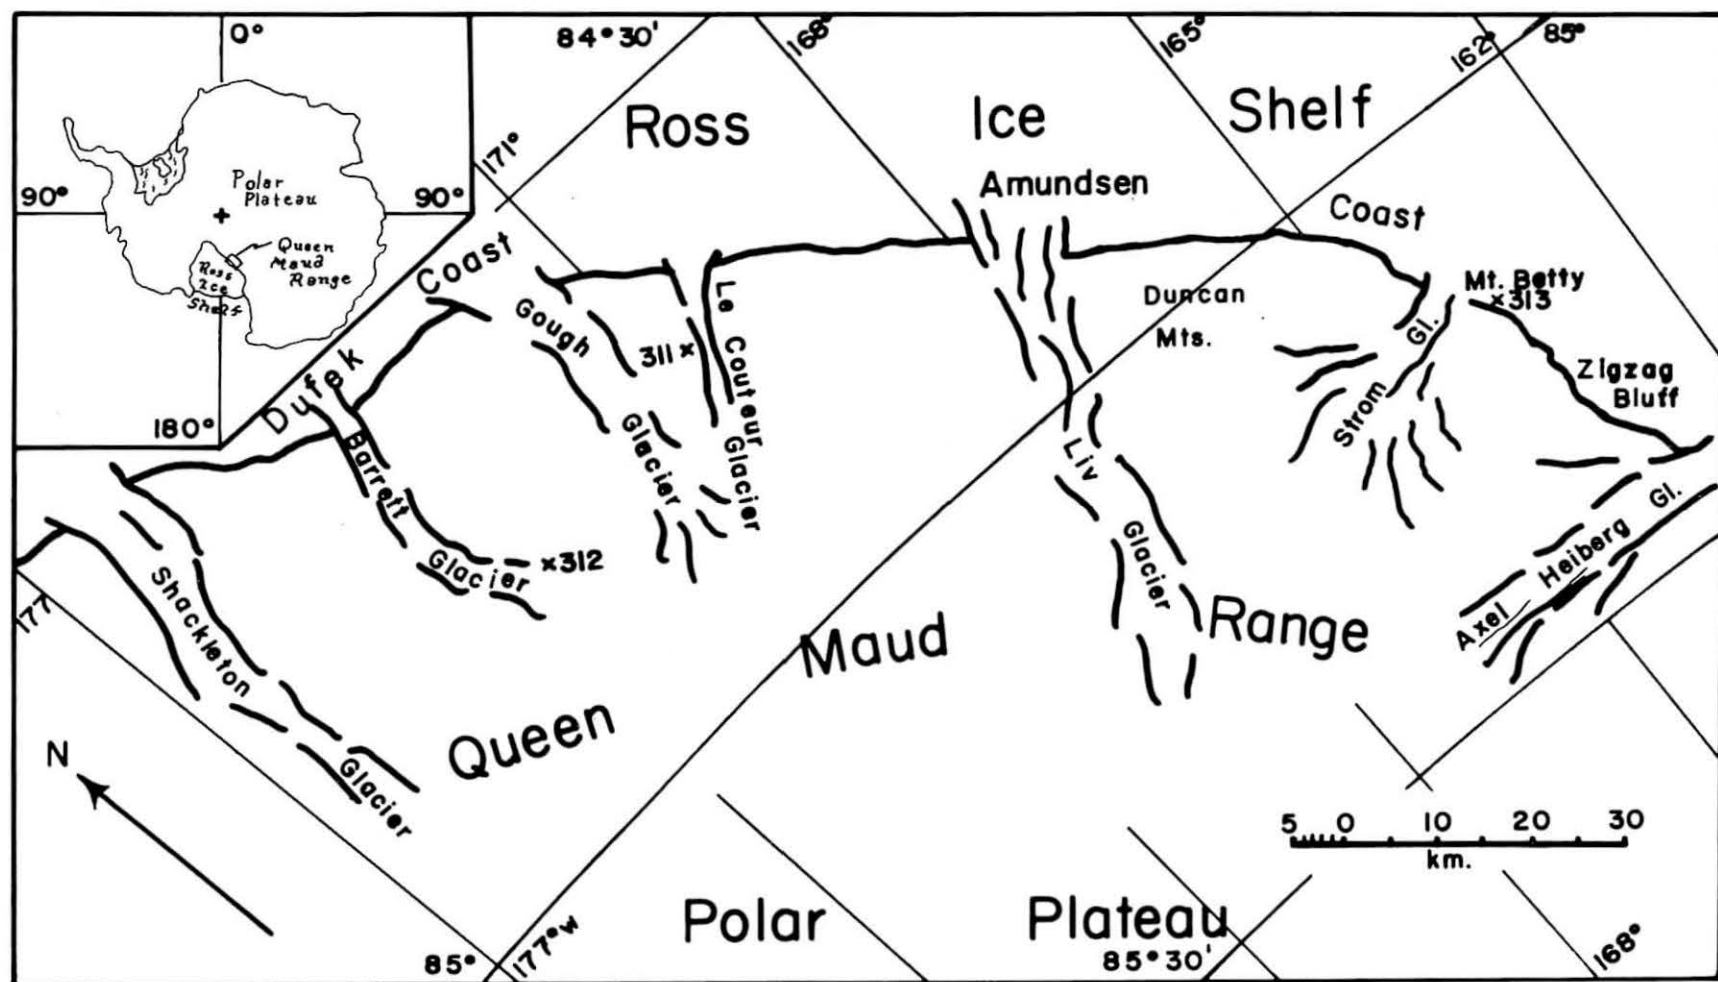 0°
84°30'
168°
165°
162°
85°
Ross Ice Shelf
171°
90°
90°
Polar
Plateau
Queen
Maud
Range
Ross
Ice
Shelf
180°
Amundsen Coast
Dufek Coast
Gough Glacier
Le Couteur Glacier
311 ×
Duncan
Mts.
Mt. Betty
×313
Strom Gl.
Zigzag
Bluff
Barrett Glacier
×312
Liv Glacier
Axel Heiberg Gl.
Shackleton Glacier
177
Queen Maud Range
N
5 0 10 20 30
km.
Polar Plateau
85°
177°W
85°30'
168°